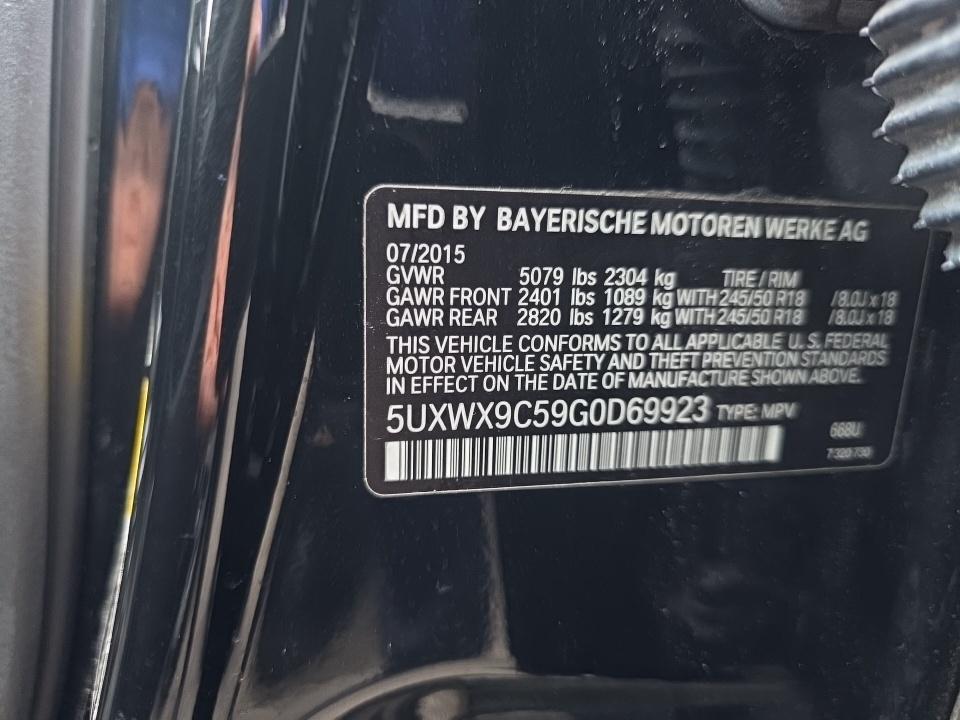 MFD BY BAYERISCHE MOTOREN WERKE AG
07/2015
GVWR 5079 lbs 2304 kg TIRE / RIM
GAWR FRONT 2401 lbs 1089 kg WITH 245/50 R18 / 8.0J x 18
GAWR REAR 2820 lbs 1279 kg WITH 245/50 R18 / 8.0J x 18
THIS VEHICLE CONFORMS TO ALL APPLICABLE U. S. FEDERAL
MOTOR VEHICLE SAFETY AND THEFT PREVENTION STANDARDS
IN EFFECT ON THE DATE OF MANUFACTURE SHOWN ABOVE.
5UXWX9C59G0D69923 TYPE: MPV
668U
7 320 730